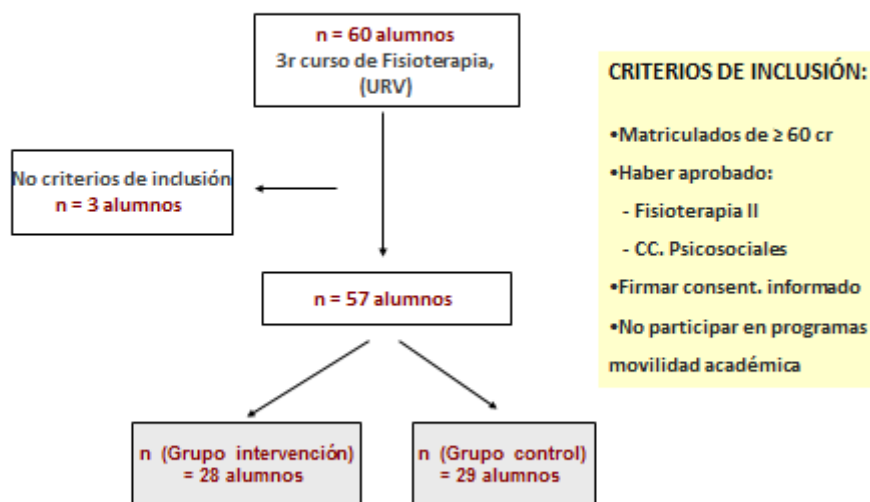 n = 60 alumnos
3r curso de Fisioterapia,
(URV)
No criterios de inclusión
n = 3 alumnos
n = 57 alumnos
n (Grupo intervención)
= 28 alumnos
n (Grupo control)
= 29 alumnos
CRITERIOS DE INCLUSIÓN:
•Matriculados de ≥ 60 cr
•Haber aprobado:
- Fisioterapia II
- CC. Psicosociales
•Firmar consent. informado
•No participar en programas
movilidad académica